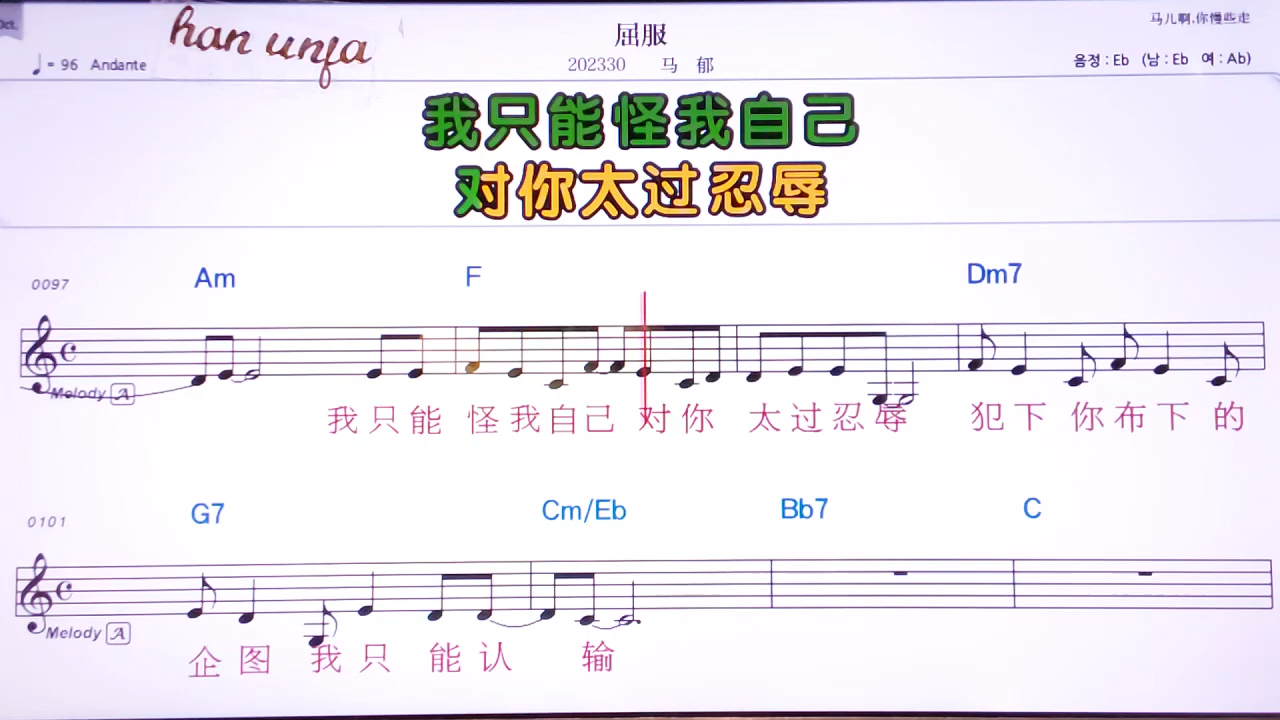 Oct.
han unfa
屈服
马儿啊,你慢些走
♩= 96 Andante
202330 马 郁
음정 : Eb (남 : Eb 여 : Ab)
我只能怪我自己
对你太过忍辱
0097
Am F Dm7
Melody A
我只能 怪我自己 对你 太过忍辱 犯下 你布下 的
0101
G7 Cm/Eb Bb7 C
Melody A
企图 我只 能认 输